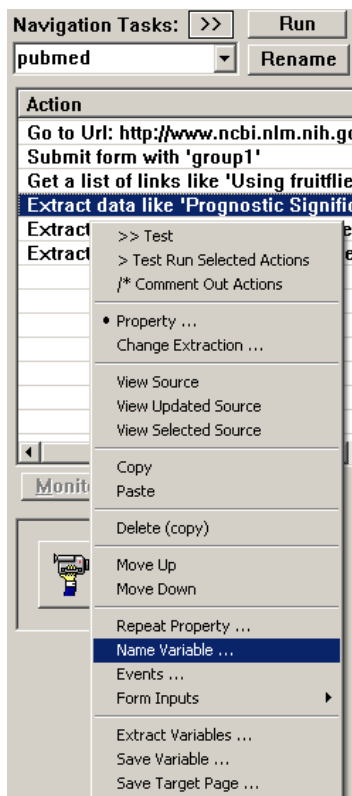 Navigation Tasks: >> Run
pubmed Rename
Action
Go to Url: http://www.ncbi.nlm.nih.go
Submit form with 'group1'
Get a list of links like 'Using fruitflie
Extract data like 'Prognostic Signific
Extract
Extract
>> Test
> Test Run Selected Actions
/* Comment Out Actions
• Property ...
Change Extraction ...
View Source
View Updated Source
View Selected Source
Copy
Paste
Monito
Delete (copy)
Move Up
Move Down
Repeat Property ...
Name Variable ...
Events ...
Form Inputs
Extract Variables ...
Save Variable ...
Save Target Page ...